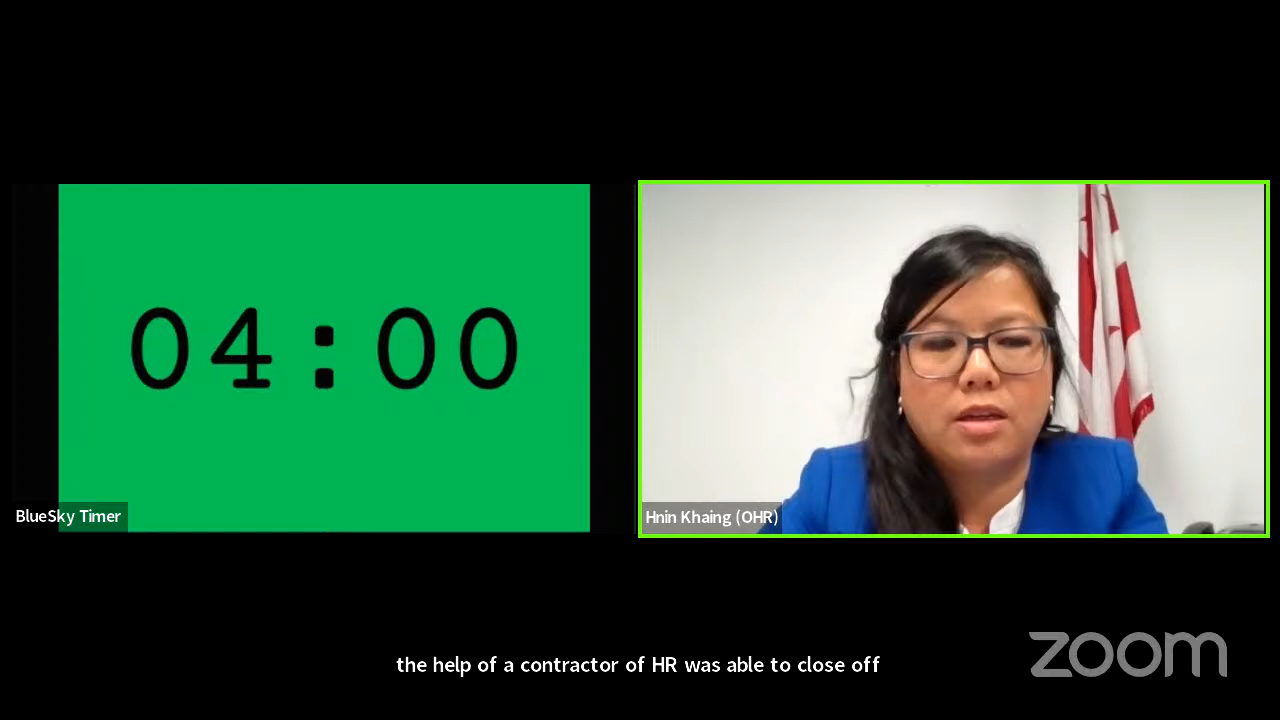 04:00
BlueSky Timer
Hnin Khaing (OHR)
the help of a contractor of HR was able to close off
zoom